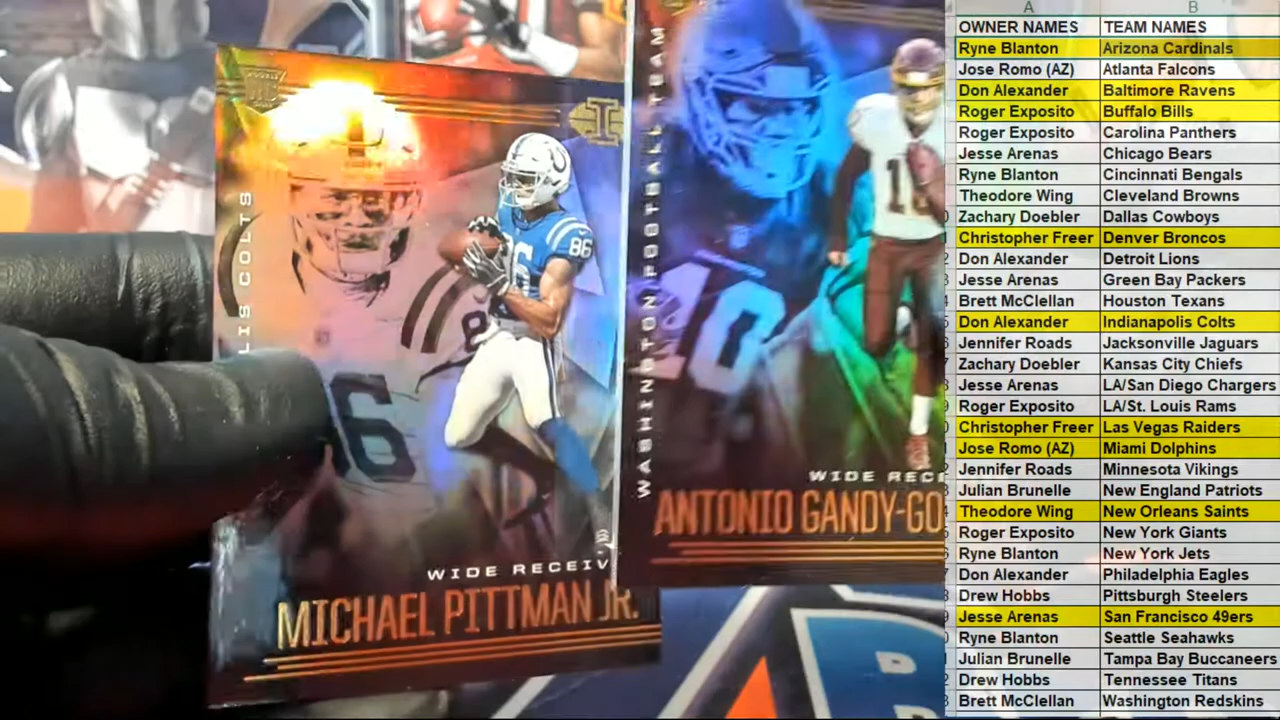 LIS COLTS
86
86
6
WIDE RECEIV
MICHAEL PITTMAN JR.
WASHINGTON FOOTBALL TEAM
10
WIDE RECE
ANTONIO GANDY-GO
A B
OWNER NAMES TEAM NAMES
Ryne Blanton Arizona Cardinals
Jose Romo (AZ) Atlanta Falcons
Don Alexander Baltimore Ravens
Roger Exposito Buffalo Bills
Roger Exposito Carolina Panthers
Jesse Arenas Chicago Bears
Ryne Blanton Cincinnati Bengals
Theodore Wing Cleveland Browns
Zachary Doebler Dallas Cowboys
Christopher Freer Denver Broncos
Don Alexander Detroit Lions
Jesse Arenas Green Bay Packers
Brett McClellan Houston Texans
Don Alexander Indianapolis Colts
Jennifer Roads Jacksonville Jaguars
Zachary Doebler Kansas City Chiefs
Jesse Arenas LA/San Diego Chargers
Roger Exposito LA/St. Louis Rams
Christopher Freer Las Vegas Raiders
Jose Romo (AZ) Miami Dolphins
Jennifer Roads Minnesota Vikings
Julian Brunelle New England Patriots
Theodore Wing New Orleans Saints
Roger Exposito New York Giants
Ryne Blanton New York Jets
Don Alexander Philadelphia Eagles
Drew Hobbs Pittsburgh Steelers
Jesse Arenas San Francisco 49ers
Ryne Blanton Seattle Seahawks
Julian Brunelle Tampa Bay Buccaneers
Drew Hobbs Tennessee Titans
Brett McClellan Washington Redskins